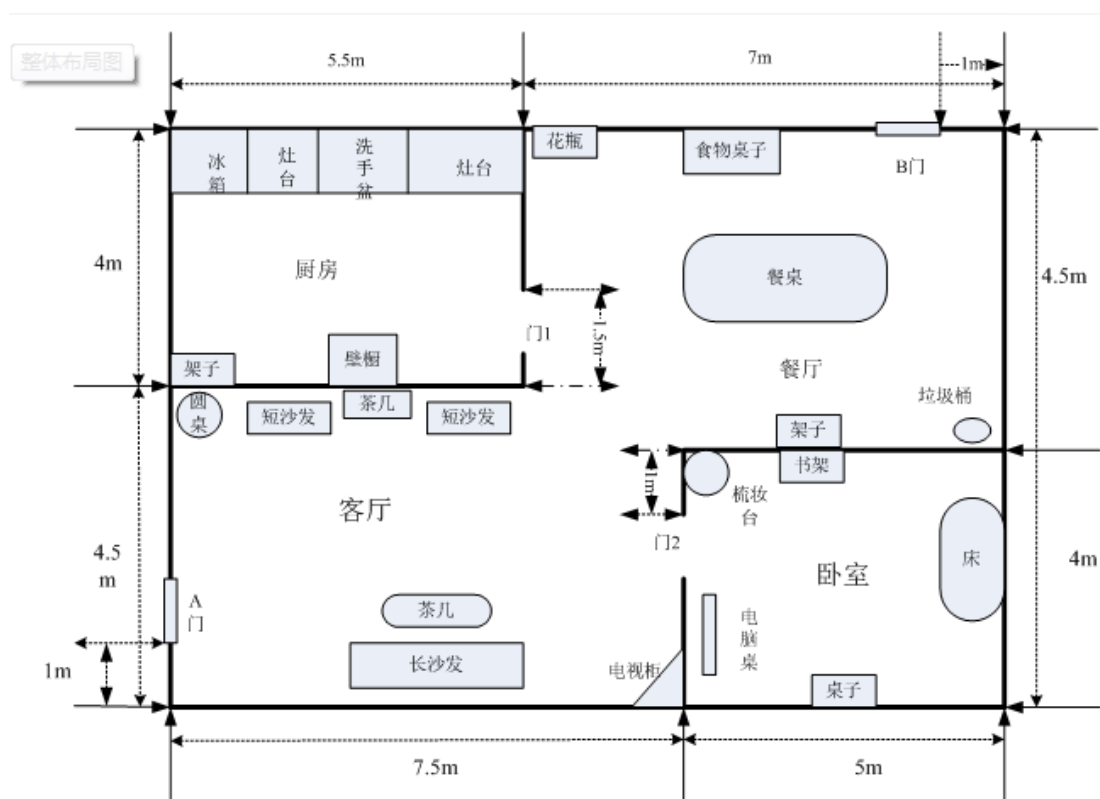 整体布局图
5.5m
7m
1m
冰
箱
灶
台
洗
手
盆
灶台
花瓶
食物桌子
B门
4m
厨房
餐桌
4.5m
门1
1.5m
架子
壁橱
餐厅
圆
桌
短沙发
茶几
短沙发
垃圾桶
架子
书架
1m
梳妆
台
客厅
门2
4.5
m
床
4m
卧室
A
门
茶几
电
脑
桌
长沙发
电视柜
1m
桌子
7.5m
5m